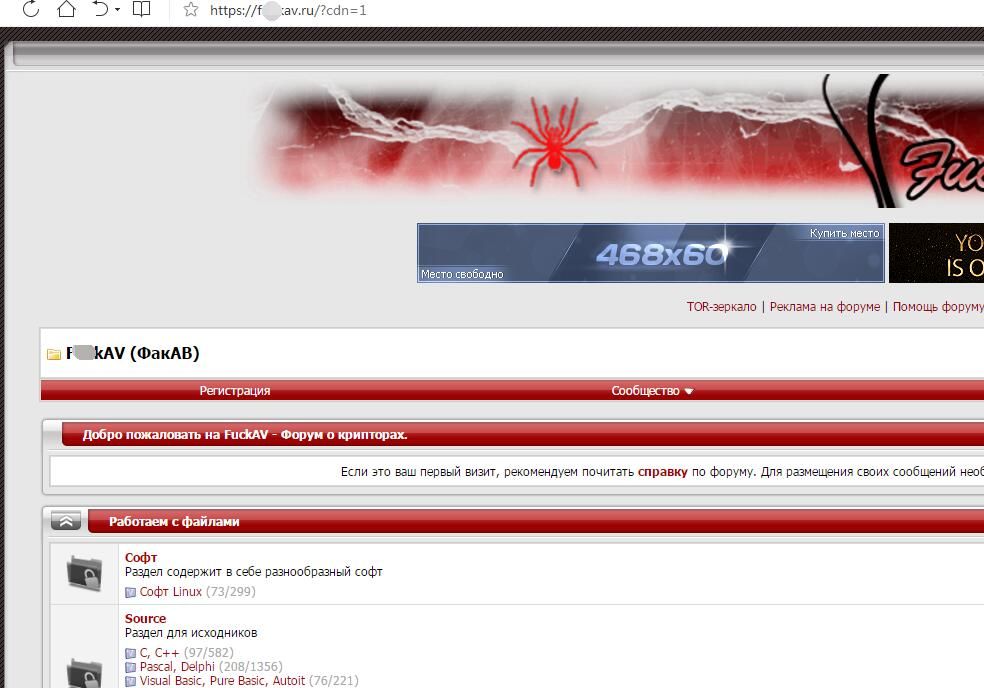 https://f kav.ru/?cdn=1
Fu
Купить место
468x60
Место свободно
YO
IS O
TOR-зеркало | Реклама на форуме | Помощь форуму
F kAV (ФакАВ)
Регистрация Сообщество
Добро пожаловать на FuckAV - Форум о крипторах.
Если это ваш первый визит, рекомендуем почитать справку по форуму. Для размещения своих сообщений необ
Работаем с файлами
Софт
Раздел содержит в себе разнообразный софт
Софт Linux (73/299)
Source
Раздел для исходников
C, C++ (97/582)
Pascal, Delphi (208/1356)
Visual Basic, Pure Basic, Autoit (76/221)